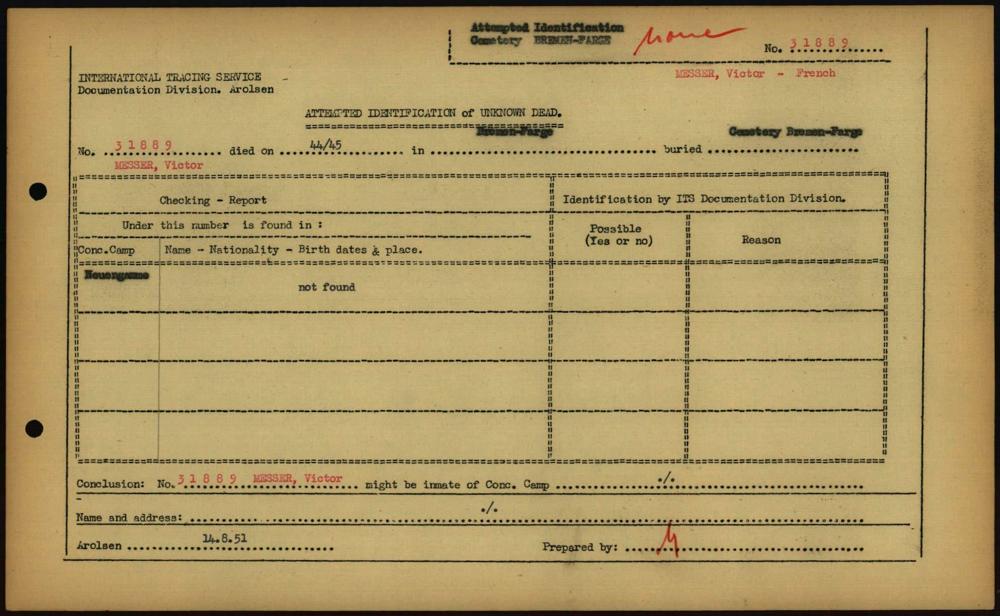 Attempted Identification
Cemetery BREMEN-FARGE
None
No. 31889
INTERNATIONAL TRACING SERVICE
Documentation Division. Arolsen
MESSER, Victor - French
ATTEMPTED IDENTIFICATION of UNKNOWN DEAD.
No. 31889 died on 44/45 in Bremen-Farge buried Cemetery Bremen-Farge
MESSER, Victor
Checking - Report
Identification by ITS Documentation Division.
Under this number is found in :
Possible
(Yes or no)
Reason
Conc.Camp
Name - Nationality - Birth dates & place.
Neuengamme
not found
Conclusion: No. 31889 MESSER, Victor might be inmate of Conc. Camp ./.
Name and address: ./.
Arolsen 14.8.51
Prepared by: